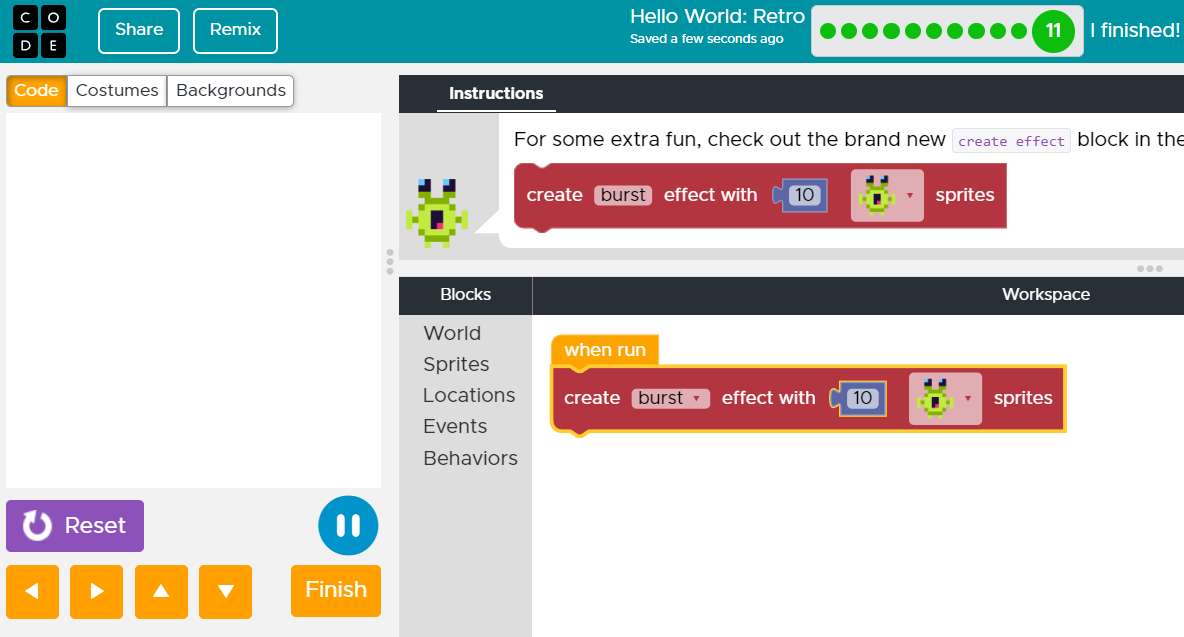 CODE
Share
Remix
Hello World: Retro
Saved a few seconds ago
11
I finished!
Code
Costumes
Backgrounds
Instructions
For some extra fun, check out the brand new create effect block in the
create burst effect with 10 sprites
Blocks
Workspace
World
Sprites
Locations
Events
Behaviors
when run
create burst effect with 10 sprites
Reset
Finish